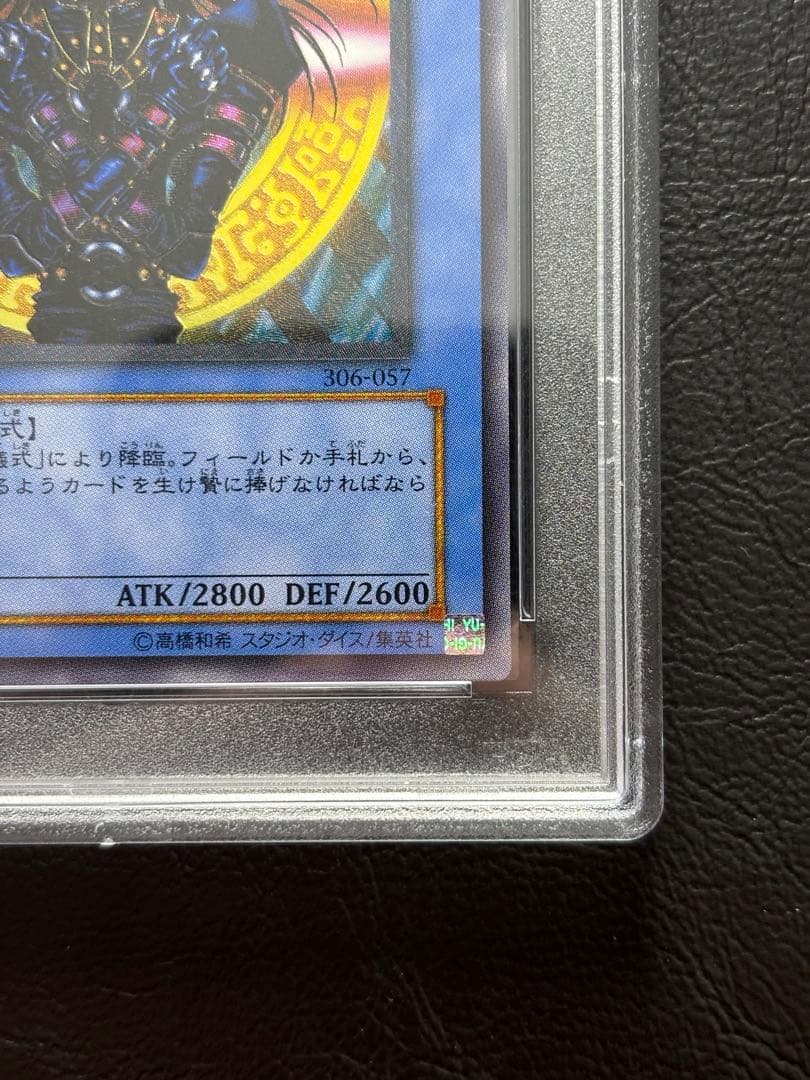 306-057
式】
儀式」により降臨。フィールドか手札から、
るようカードを生け贄に捧げなければなら
ATK/2800 DEF/2600
©高橋和希 スタジオ・ダイス/集英社